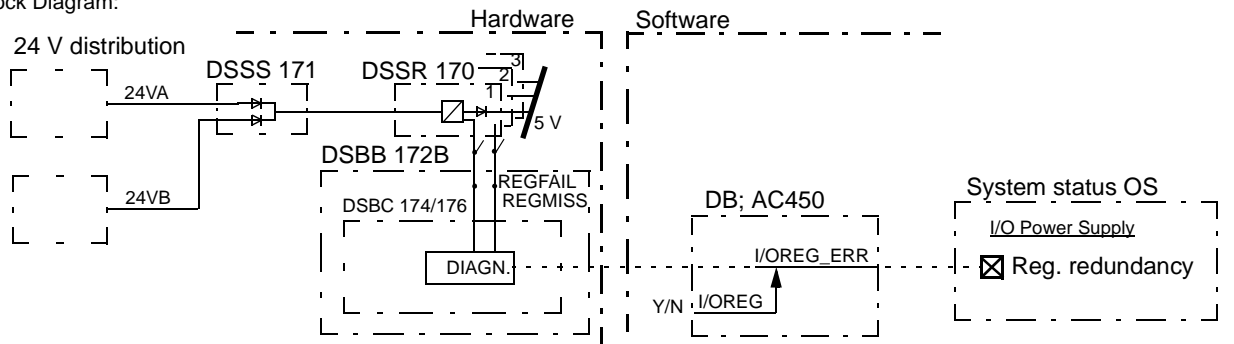 ock Diagram:
Hardware
Software
24 V distribution
DSSS 171
DSSR 170
3
2
1
24VA
5 V
DSBB 172B
24VB
REGFAIL
REGMISS
DSBC 174/176
DIAGN.
DB; AC450
I/OREG_ERR
Y/N
I/OREG
System status OS
I/O Power Supply
Reg. redundancy